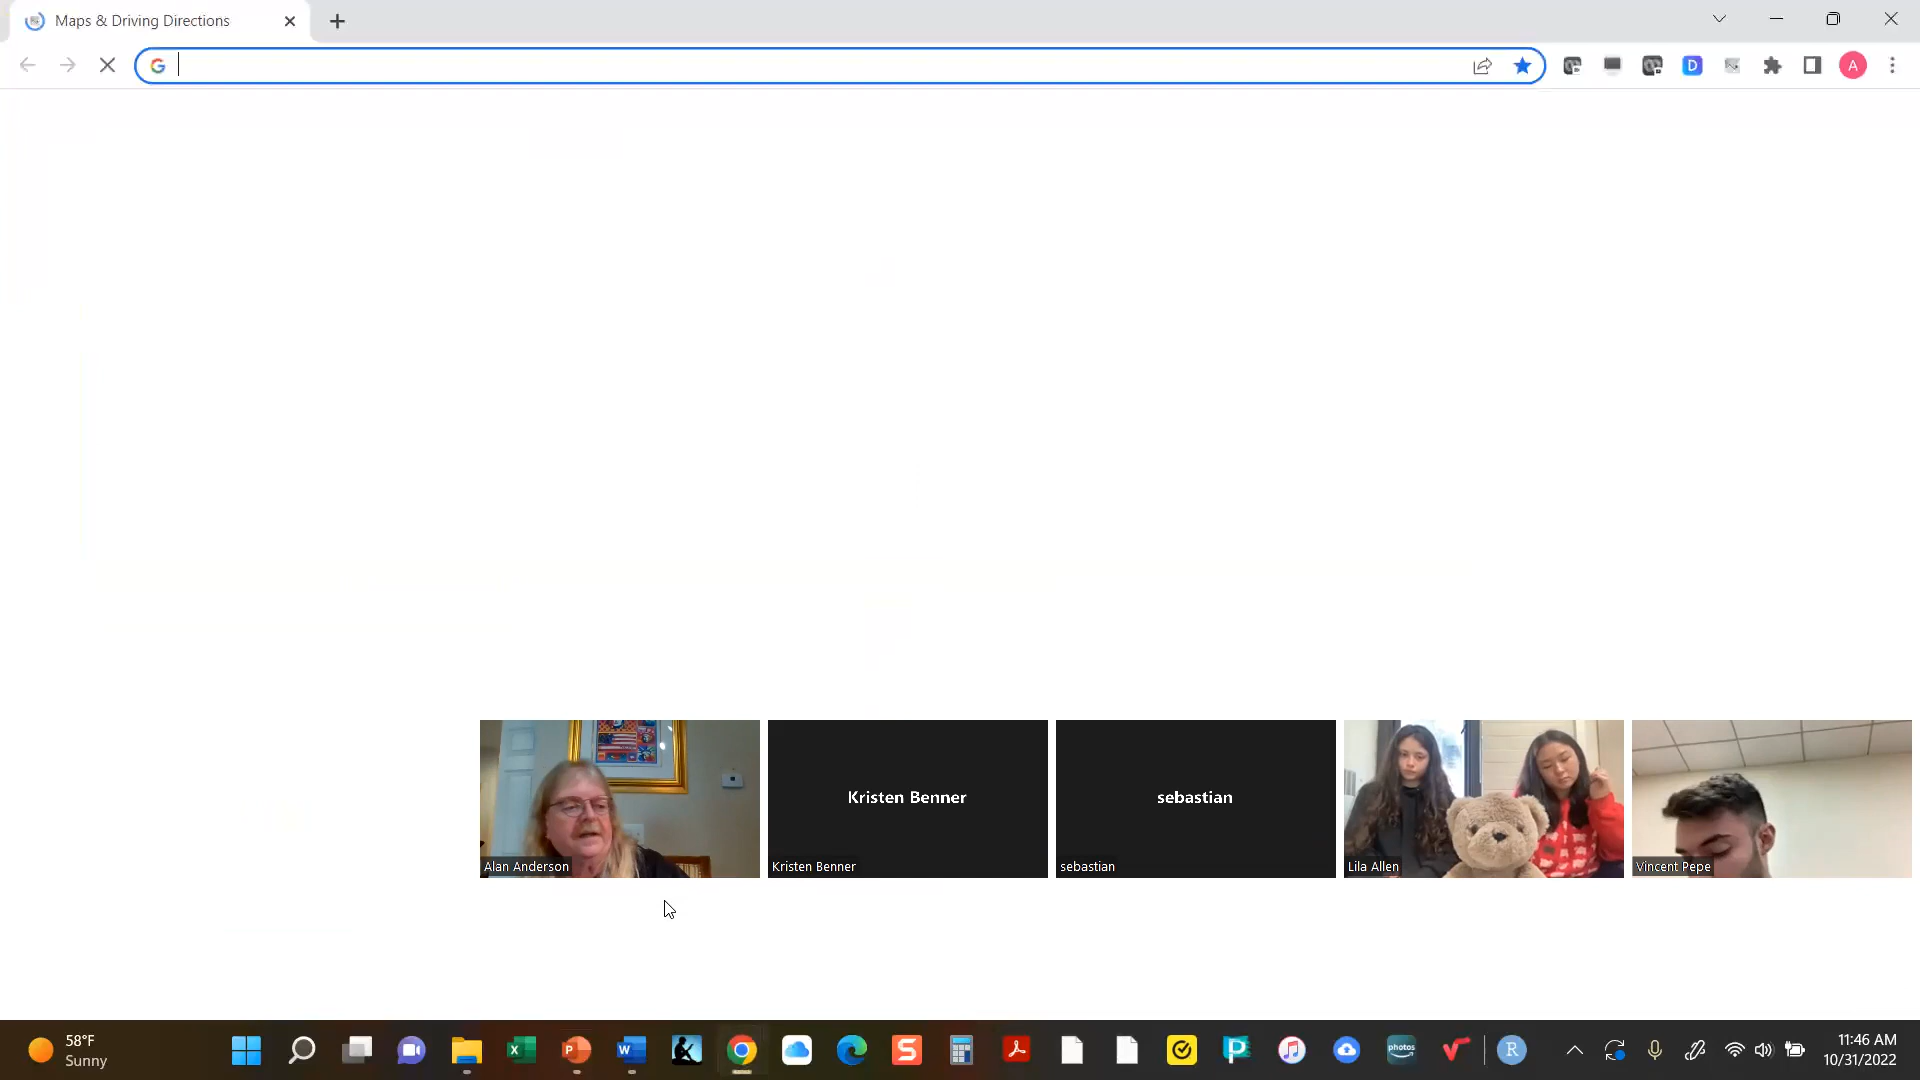 Maps & Driving Directions
A
D
Kristen Benner
sebastian
Alan Anderson
Kristen Benner
sebastian
Lila Allen
Vincent Pepe
58°F
Sunny
X
P
W
S
P
photos
R
11:46 AM
10/31/2022